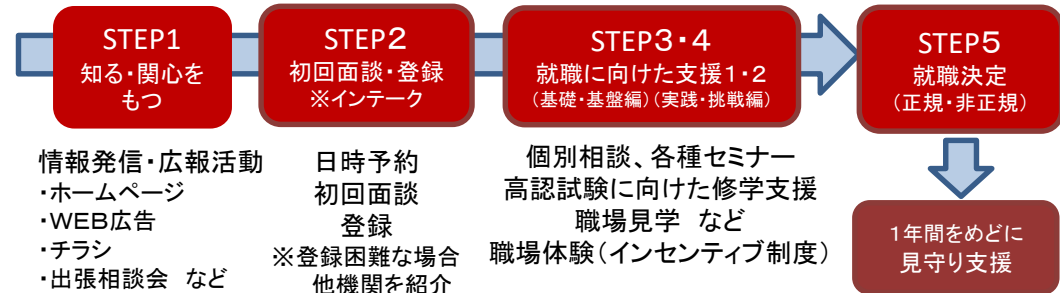 STEP1
知る・関心を
もつ
STEP2
初回面談・登録
※インテーク
STEP3・4
就職に向けた支援1・2
(基礎・基盤編)(実践・挑戦編)
STEP5
就職決定
(正規・非正規)
情報発信・広報活動
・ホームページ
・WEB広告
・チラシ
・出張相談会 など
日時予約
初回面談
登録
※登録困難な場合
他機関を紹介
個別相談、各種セミナー
高認試験に向けた修学支援
職場見学 など
職場体験(インセンティブ制度)
1年間をめどに
見守り支援